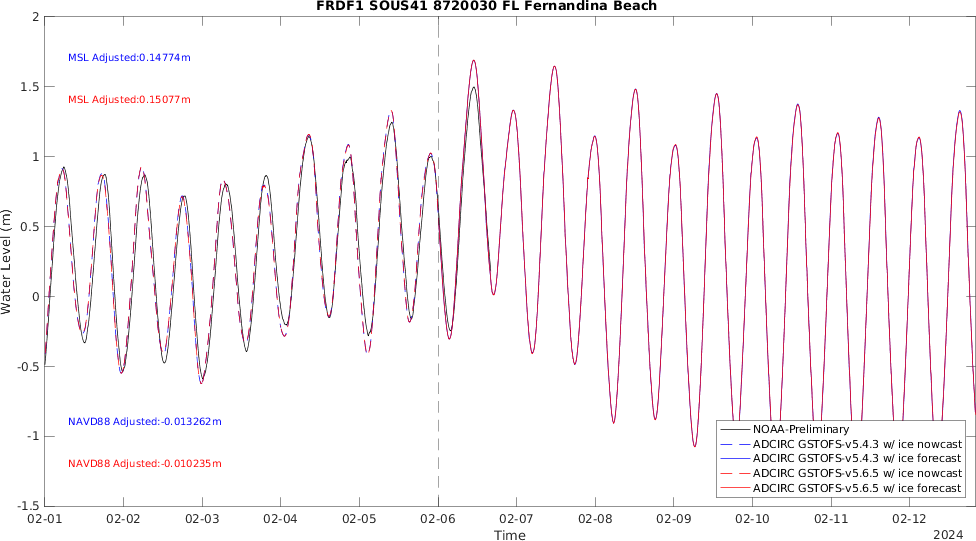 FRDF1 SOUS41 8720030 FL Fernandina Beach
2
1.5
1
0.5
0
-0.5
-1
-1.5
Water Level (m)
MSL Adjusted:0.14774m
MSL Adjusted:0.15077m
NAVD88 Adjusted:-0.013262m
NAVD88 Adjusted:-0.010235m
NOAA-Preliminary
ADCIRC GSTOFS-v5.4.3 w/ ice nowcast
ADCIRC GSTOFS-v5.4.3 w/ ice forecast
ADCIRC GSTOFS-v5.6.5 w/ ice nowcast
ADCIRC GSTOFS-v5.6.5 w/ ice forecast
02-01 02-02 02-03 02-04 02-05 02-06 02-07 02-08 02-09 02-10 02-11 02-12
Time
2024